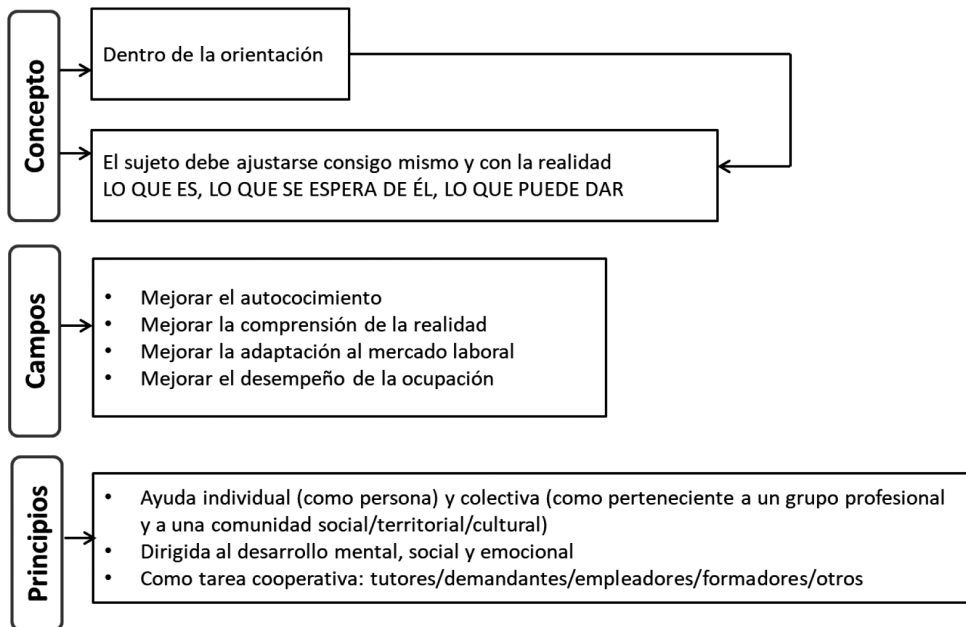 Concepto
Dentro de la orientación
El sujeto debe ajustarse consigo mismo y con la realidad
LO QUE ES, LO QUE SE ESPERA DE ÉL, LO QUE PUEDE DAR
Campos
• Mejorar el autococimiento
• Mejorar la comprensión de la realidad
• Mejorar la adaptación al mercado laboral
• Mejorar el desempeño de la ocupación
Principios
• Ayuda individual (como persona) y colectiva (como perteneciente a un grupo profesional
y a una comunidad social/territorial/cultural)
• Dirigida al desarrollo mental, social y emocional
• Como tarea cooperativa: tutores/demandantes/empleadores/formadores/otros